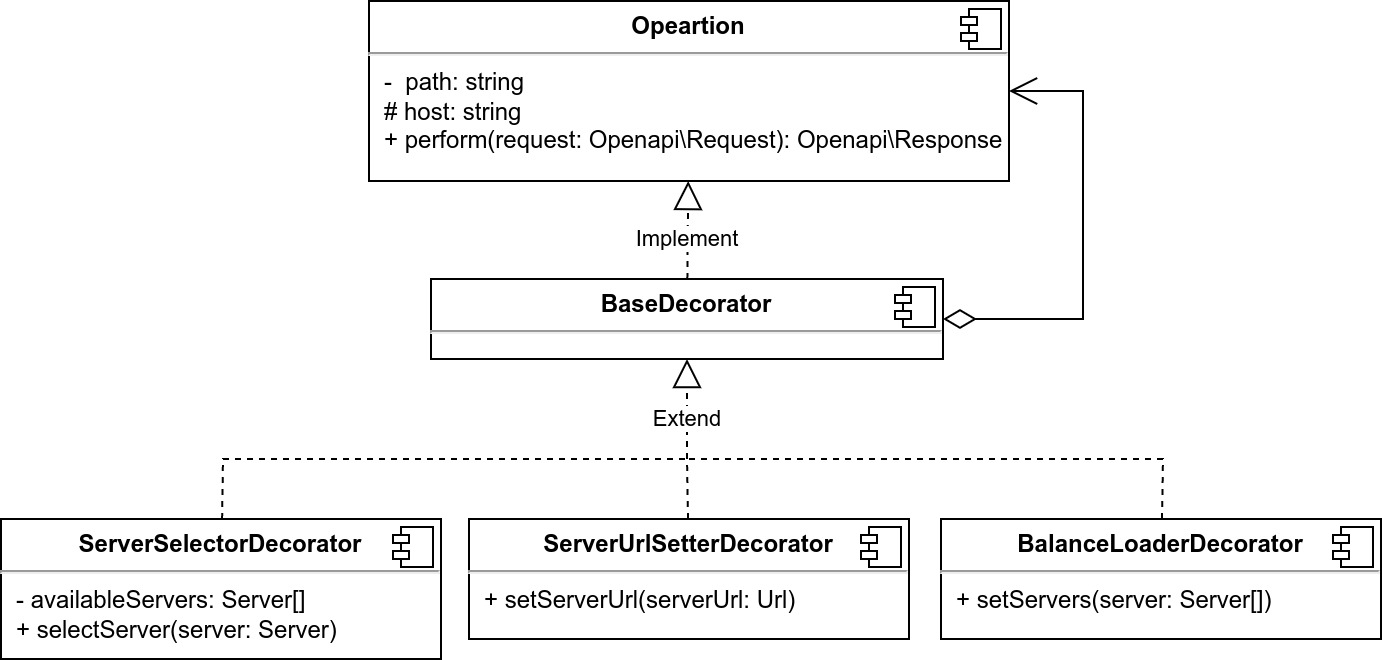 Opeartion
- path: string
# host: string
+ perform(request: Openapi\Request): Openapi\Response
Implement
BaseDecorator
Extend
ServerSelectorDecorator
- availableServers: Server[]
+ selectServer(server: Server)
ServerUrlSetterDecorator
+ setServerUrl(serverUrl: Url)
BalanceLoaderDecorator
+ setServers(server: Server[])